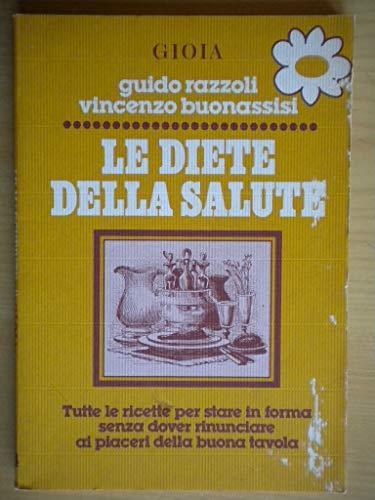 GIOIA
guido razzoli
vincenzo buonassisi
LE DIETE
DELLA SALUTE
Tutte le ricette per stare in forma
senza dover rinunciare
ai piaceri della buona tavola